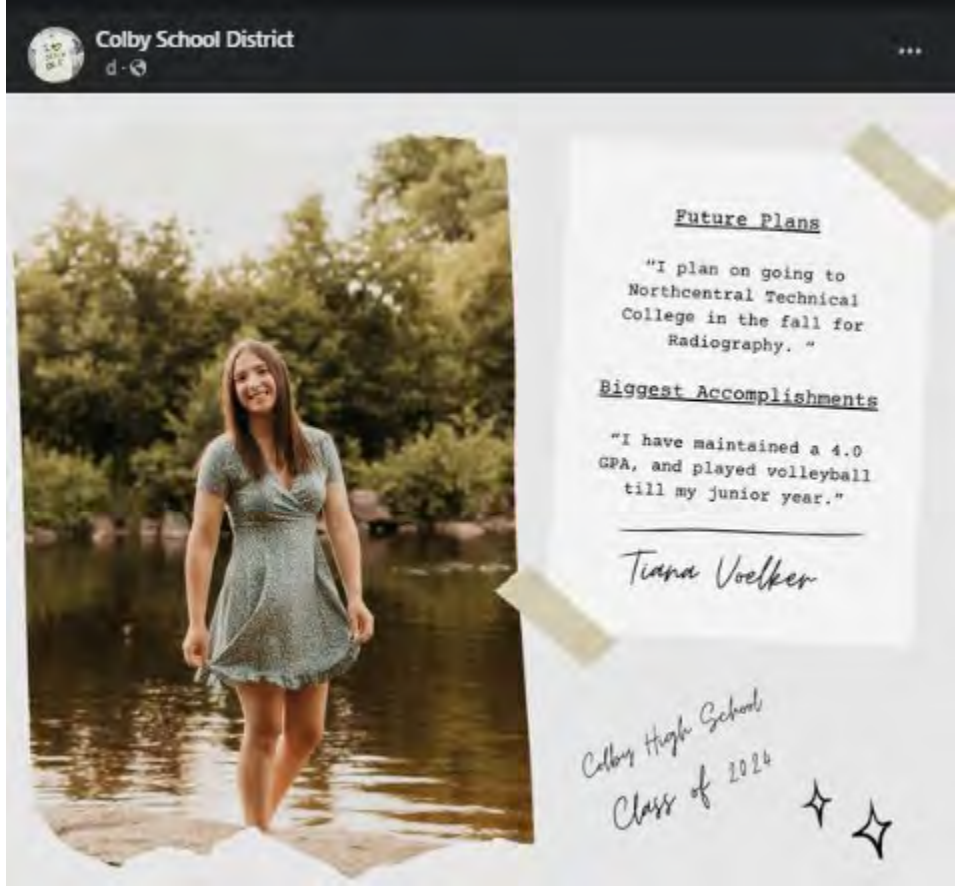 Colby School District
d ·
Future Plans
"I plan on going to
Northcentral Technical
College in the fall for
Radiography. "
Biggest Accomplishments
"I have maintained a 4.0
GPA, and played volleyball
till my junior year."
Tiana Voelker
Colby High School
Class of 2024